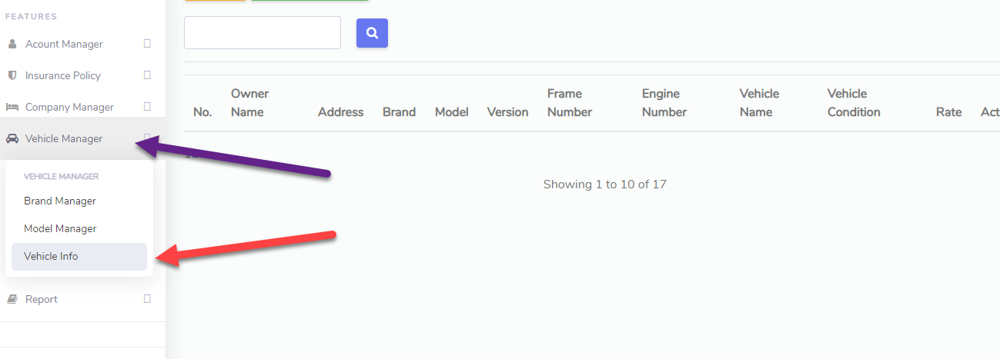 FEATURES
Acount Manager
Insurance Policy
Company Manager
Vehicle Manager
VEHICLE MANAGER
Brand Manager
Model Manager
Vehicle Info
Report
No.
Owner
Name
Address
Brand
Model
Version
Frame
Number
Engine
Number
Vehicle
Name
Vehicle
Condition
Rate
Act
Showing 1 to 10 of 17